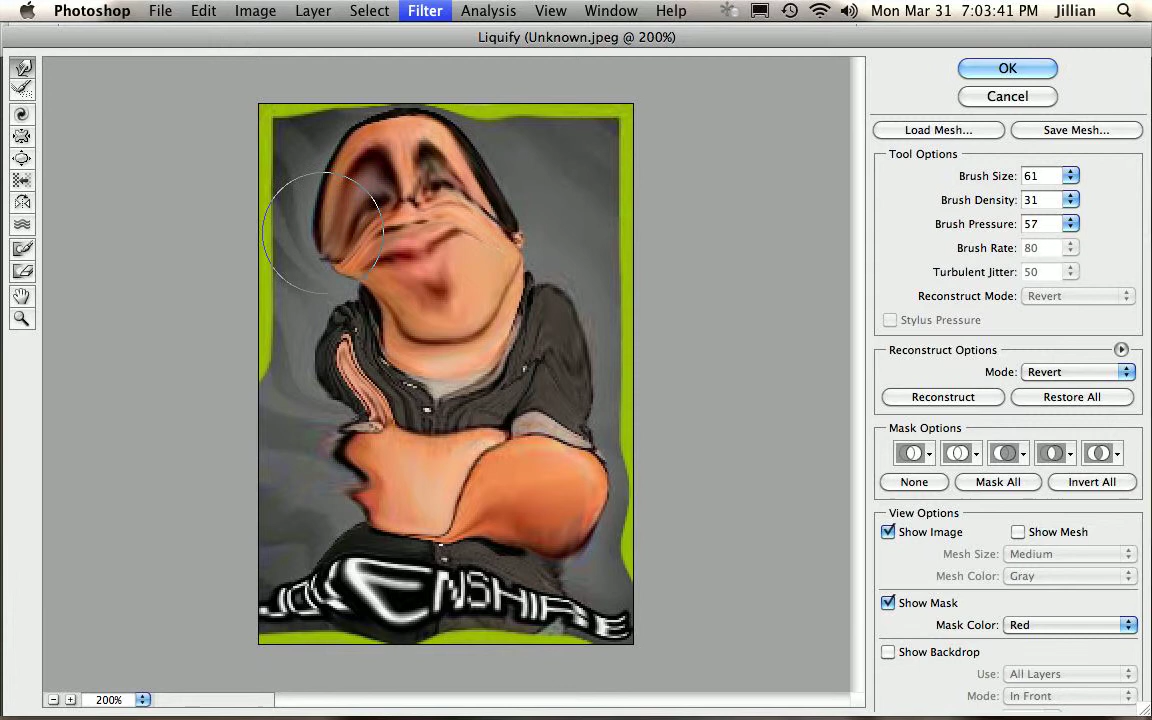 Photoshop File Edit Image Layer Select Filter Analysis View Window Help Mon Mar 31 7:03:41 PM Jillian
Liquify (Unknown.jpeg @ 200%)
OK
Cancel
Load Mesh... Save Mesh...
Tool Options
Brush Size: 61
Brush Density: 31
Brush Pressure: 57
Brush Rate: 80
Turbulent Jitter: 50
Reconstruct Mode: Revert
Stylus Pressure
Reconstruct Options
Mode: Revert
Reconstruct Restore All
Mask Options
None Mask All Invert All
View Options
Show Image Show Mesh
Mesh Size: Medium
Mesh Color: Gray
Show Mask
Mask Color: Red
Show Backdrop
Use: All Layers
Mode: In Front
JOVENSHIRE
200%